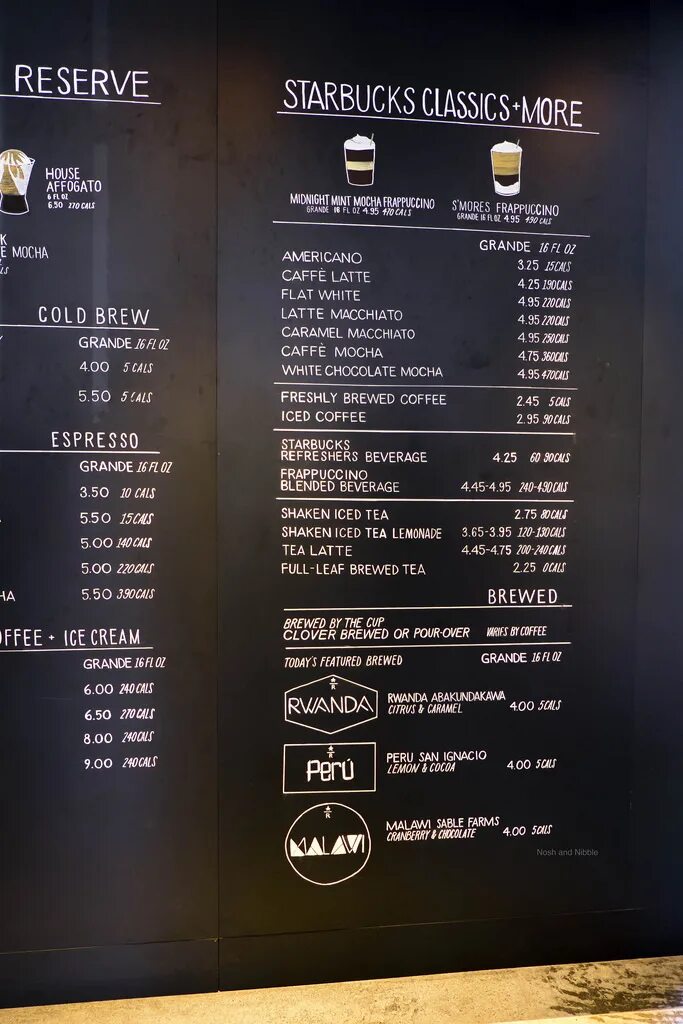 RESERVE
HOUSE
AFFOGATO
6 FL OZ
6.50 270 CALS
K
E MOCHA
LS
COLD BREW
GRANDE 16 FL OZ
4.00 5 CALS
5.50 5 CALS
ESPRESSO
GRANDE 16 FL OZ
3.50 10 CALS
5.50 15 CALS
5.00 140 CALS
5.00 220 CALS
HA 5.50 390 CALS
OFFEE + ICE CREAM
GRANDE 16 FL OZ
6.00 240 CALS
6.50 270 CALS
8.00 240 CALS
9.00 240 CALS
STARBUCKS CLASSICS + MORE
MIDNIGHT MINT MOCHA FRAPPUCCINO
GRANDE 16 FL OZ 4.95 470 CALS
S'MORES FRAPPUCCINO
GRANDE 16 FL OZ 4.95 490 CALS
GRANDE 16 FL OZ
AMERICANO 3.25 15 CALS
CAFFÈ LATTE 4.25 190 CALS
FLAT WHITE 4.95 220 CALS
LATTE MACCHIATO 4.95 220 CALS
CARAMEL MACCHIATO 4.95 250 CALS
CAFFÈ MOCHA 4.75 360 CALS
WHITE CHOCOLATE MOCHA 4.95 470 CALS
FRESHLY BREWED COFFEE 2.45 5 CALS
ICED COFFEE 2.95 90 CALS
STARBUCKS
REFRESHERS BEVERAGE 4.25 60 90 CALS
FRAPPUCCINO
BLENDED BEVERAGE 4.45-4.95 240-490 CALS
SHAKEN ICED TEA 2.75 80 CALS
SHAKEN ICED TEA LEMONADE 3.65-3.95 120-130 CALS
TEA LATTE 4.45-4.75 200-240 CALS
FULL-LEAF BREWED TEA 2.25 0 CALS
BREWED
BREWED BY THE CUP
CLOVER BREWED OR POUR-OVER VARIES BY COFFEE
TODAY'S FEATURED BREWED GRANDE 16 FL OZ
R
RWANDA
RWANDA ABAKUNDAKAWA
CITRUS & CARAMEL 4.00 5 CALS
R
PERÚ
PERU SAN IGNACIO
LEMON & COCOA 4.00 5 CALS
R
MALAWI
MALAWI SABLE FARMS
CRANBERRY & CHOCOLATE 4.00 5 CALS
Nosh and Nibble